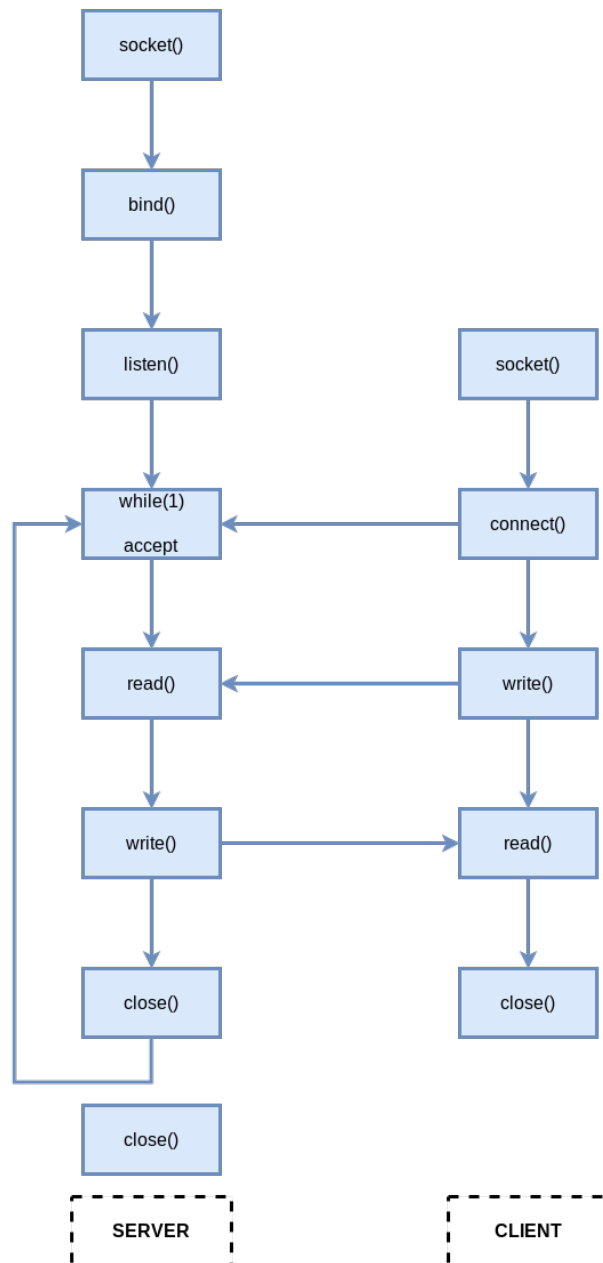 socket()
bind()
listen()
socket()
while(1)
accept
connect()
read()
write()
write()
read()
close()
close()
close()
SERVER
CLIENT